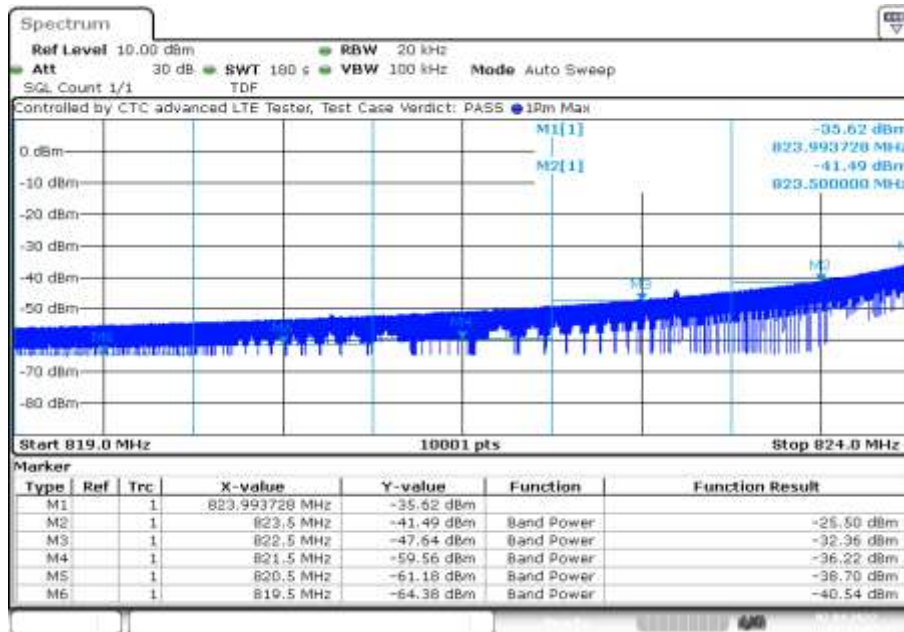 Spectrum
Ref Level 10.00 dBm RBW 20 kHz
Att 30 dB SWT 180 s VBW 100 kHz Mode Auto Sweep
SGL Count 1/1 TDF
Controlled by CTC advanced LTE Tester, Test Case Verdict: PASS 1Rm Max
M1[1] -35.62 dBm
823.993728 MHz
M2[1] -41.49 dBm
823.500000 MHz
0 dBm
-10 dBm
-20 dBm
-30 dBm
-40 dBm
-50 dBm
-70 dBm
-80 dBm
M2
M3
Start 819.0 MHz 10001 pts Stop 824.0 MHz
Marker
Type Ref Trc X-value Y-value Function Function Result
M1 1 823.993728 MHz -35.62 dBm
M2 1 823.5 MHz -41.49 dBm Band Power -25.50 dBm
M3 1 822.5 MHz -47.64 dBm Band Power -32.36 dBm
M4 1 821.5 MHz -59.56 dBm Band Power -36.22 dBm
M5 1 820.5 MHz -61.18 dBm Band Power -38.70 dBm
M6 1 819.5 MHz -64.38 dBm Band Power -40.54 dBm